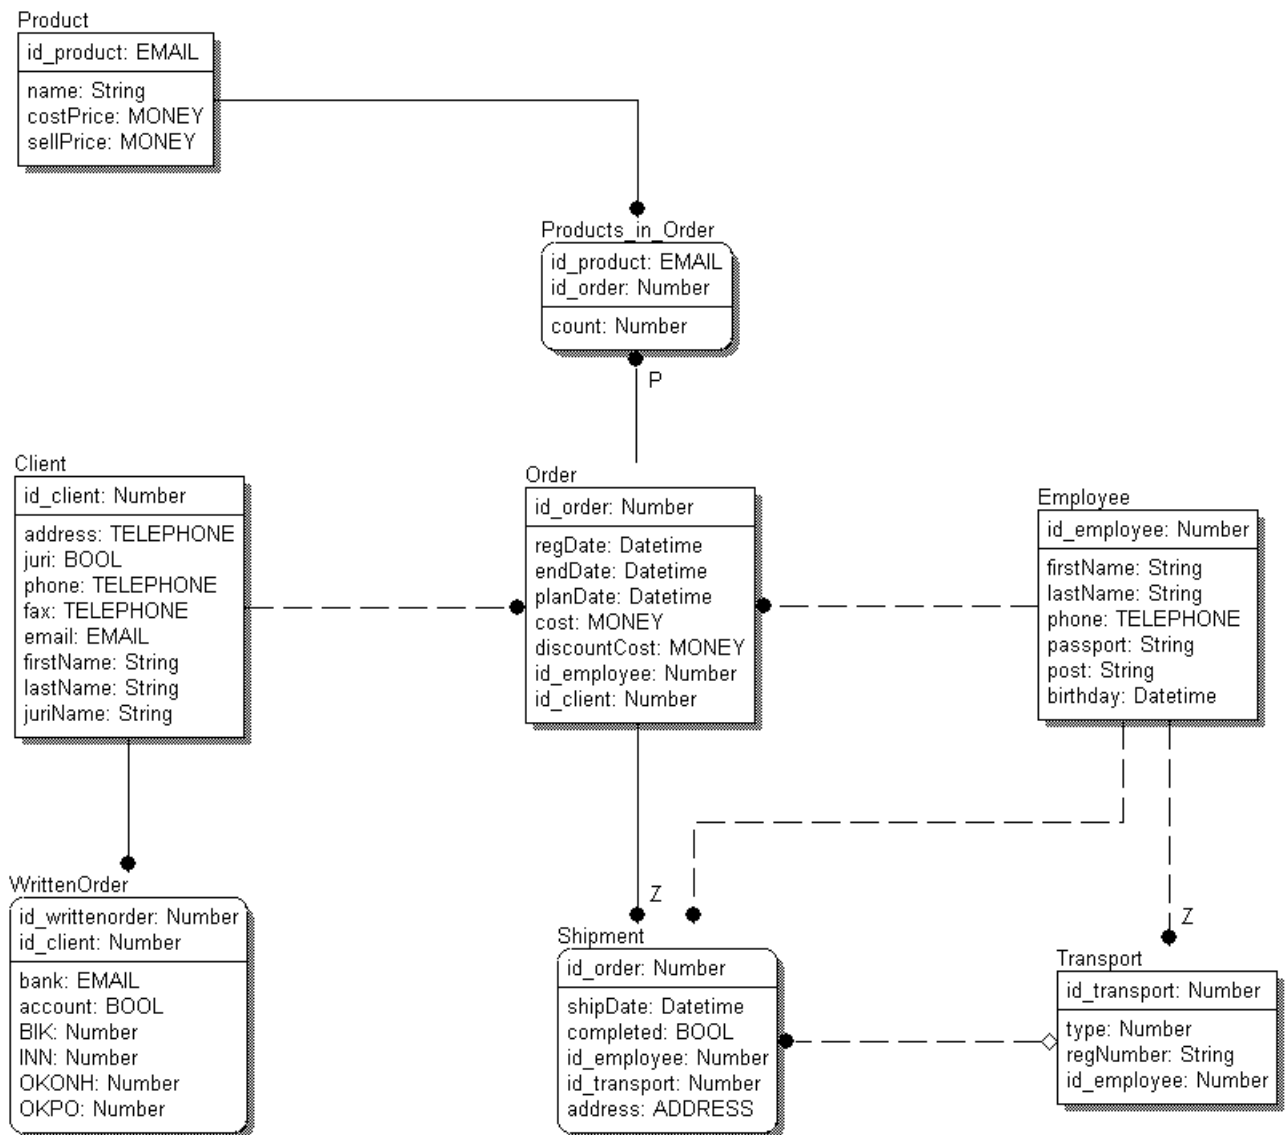 Product
id_product: EMAIL
name: String
costPrice: MONEY
sellPrice: MONEY
Products_in_Order
id_product: EMAIL
id_order: Number
count: Number
P
Client
id_client: Number
address: TELEPHONE
juri: BOOL
phone: TELEPHONE
fax: TELEPHONE
email: EMAIL
firstName: String
lastName: String
juriName: String
Order
id_order: Number
regDate: Datetime
endDate: Datetime
planDate: Datetime
cost: MONEY
discountCost: MONEY
id_employee: Number
id_client: Number
Employee
id_employee: Number
firstName: String
lastName: String
phone: TELEPHONE
passport: String
post: String
birthday: Datetime
WrittenOrder
id_writtenorder: Number
id_client: Number
bank: EMAIL
account: BOOL
BIK: Number
INN: Number
OKONH: Number
OKPO: Number
Z
Shipment
id_order: Number
shipDate: Datetime
completed: BOOL
id_employee: Number
id_transport: Number
address: ADDRESS
Z
Transport
id_transport: Number
type: Number
regNumber: String
id_employee: Number